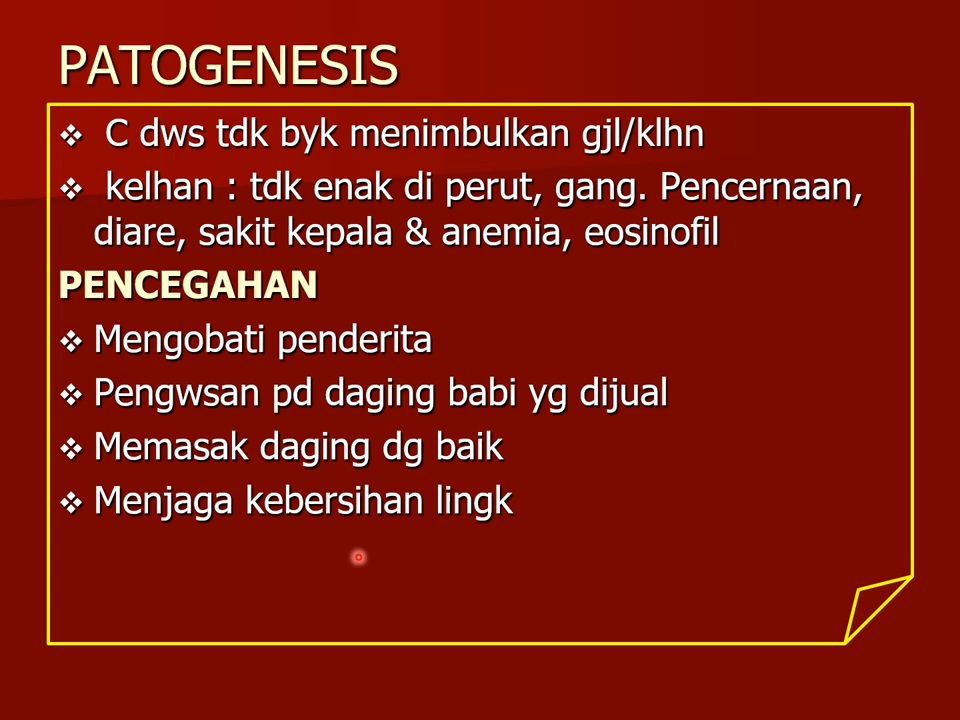 PATOGENESIS
❖ C dws tdk byk menimbulkan gjl/klhn
❖ kelhan : tdk enak di perut, gang. Pencernaan,
diare, sakit kepala & anemia, eosinofil
PENCEGAHAN
❖ Mengobati penderita
❖ Pengwsan pd daging babi yg dijual
❖ Memasak daging dg baik
❖ Menjaga kebersihan lingk